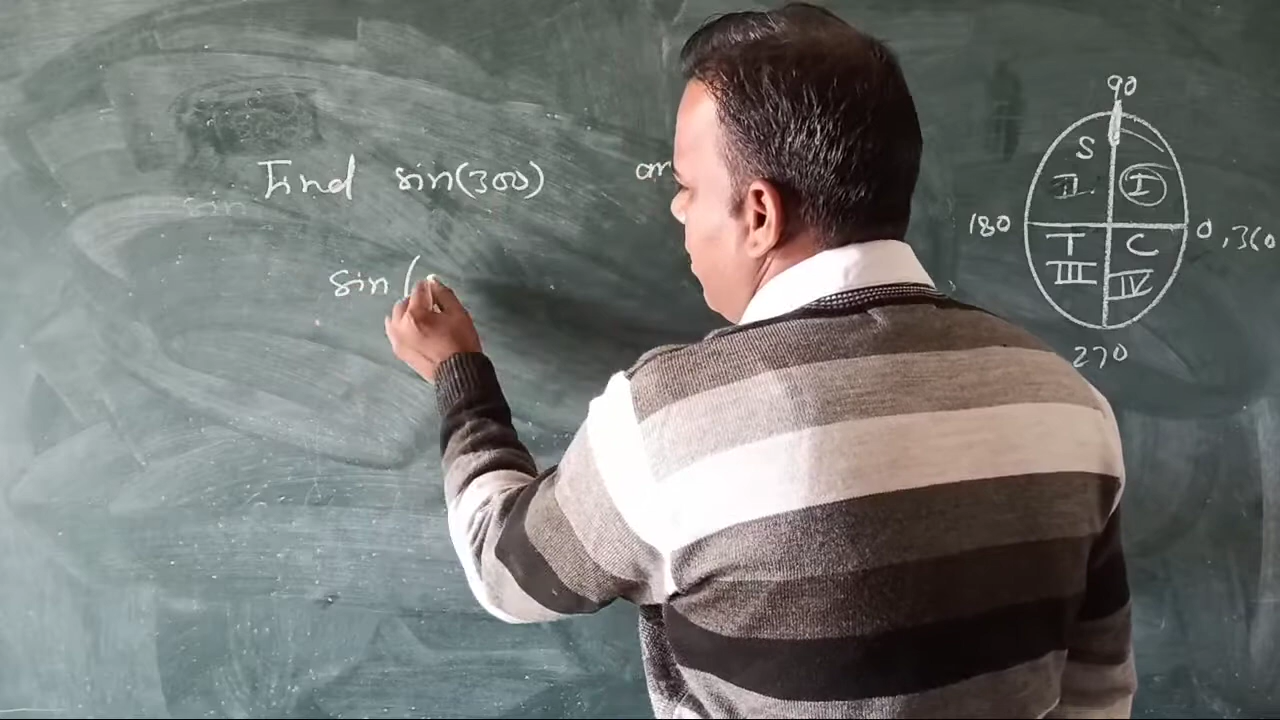 Find sin(300)
sin (
90
S
II
I
180
0, 360
T
C
III
IV
270